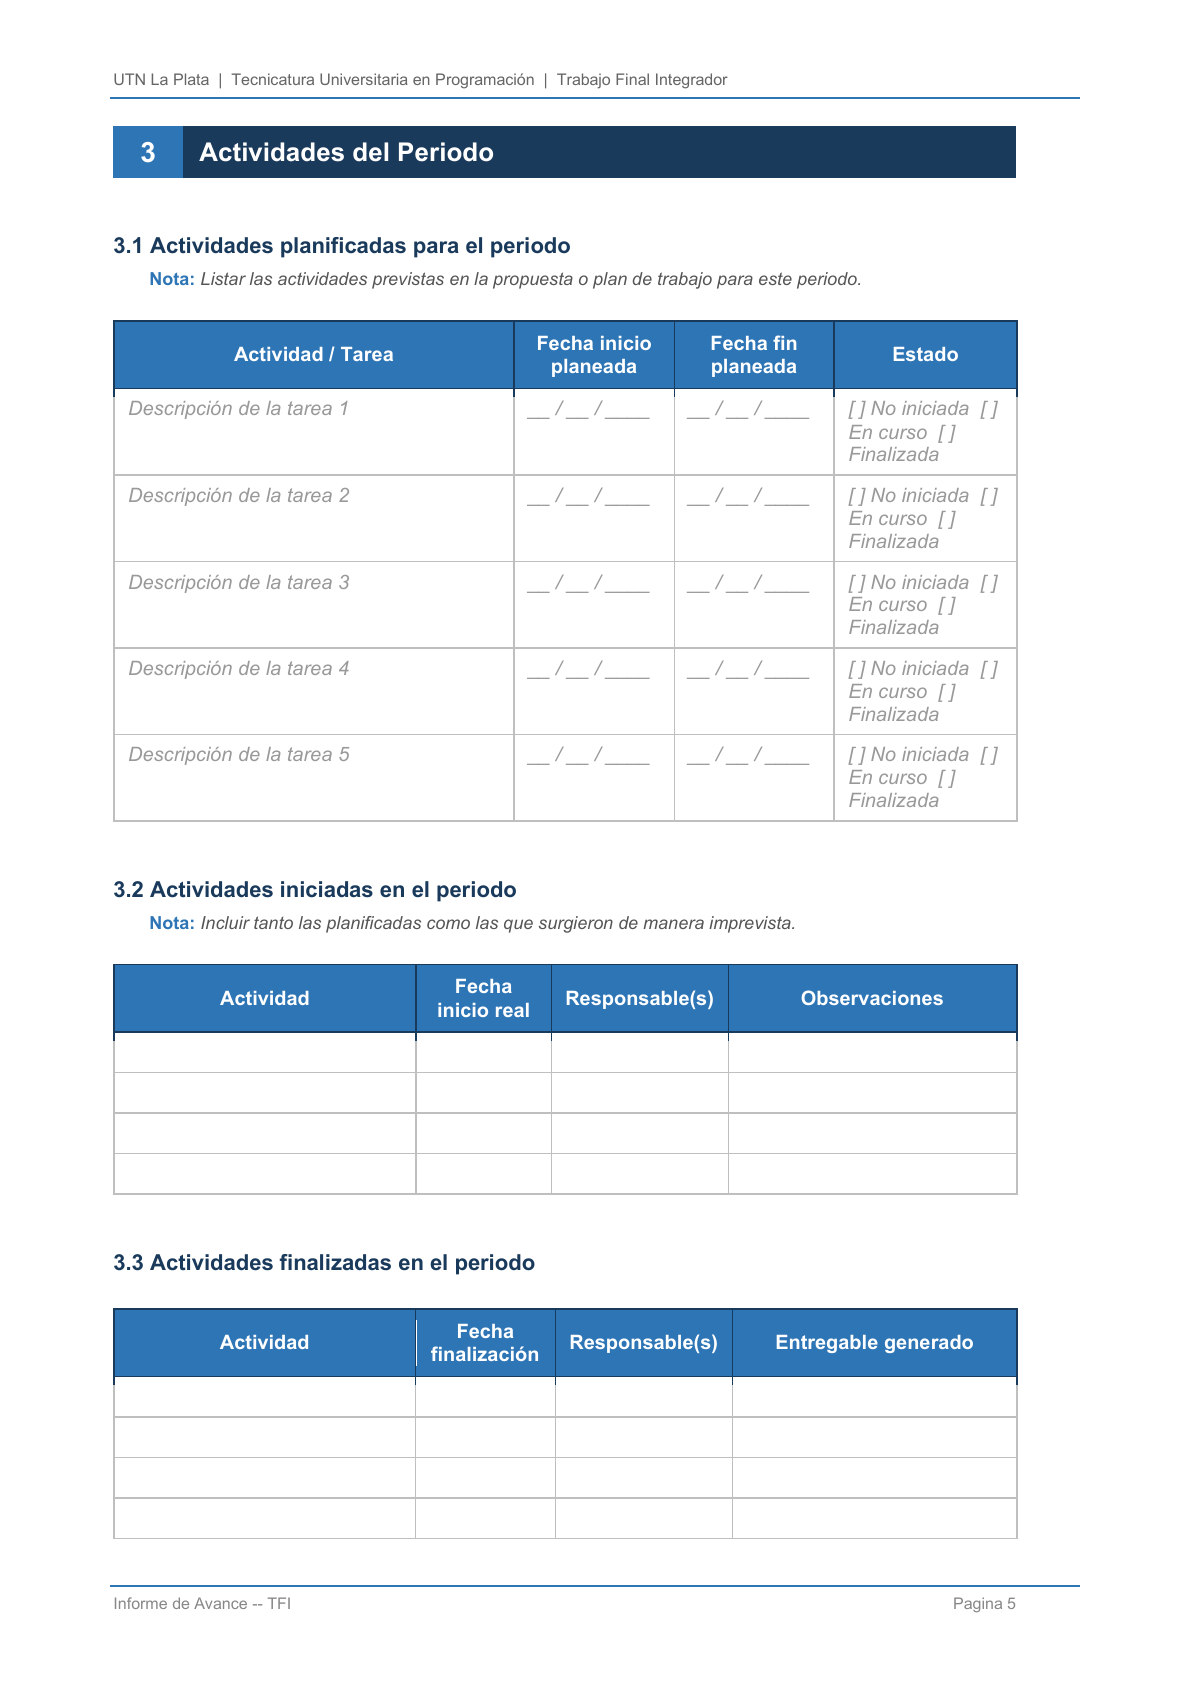 UTN La Plata | Tecnicatura Universitaria en Programación | Trabajo Final Integrador
3 Actividades del Periodo
3.1 Actividades planificadas para el periodo
Nota: Listar las actividades previstas en la propuesta o plan de trabajo para este periodo.
Actividad / Tarea
Fecha inicio
planeada
Fecha fin
planeada
Estado
Descripción de la tarea 1
__ / __ / ____
__ / __ / ____
[ ] No iniciada [ ]
En curso [ ]
Finalizada
Descripción de la tarea 2
__ / __ / ____
__ / __ / ____
[ ] No iniciada [ ]
En curso [ ]
Finalizada
Descripción de la tarea 3
__ / __ / ____
__ / __ / ____
[ ] No iniciada [ ]
En curso [ ]
Finalizada
Descripción de la tarea 4
__ / __ / ____
__ / __ / ____
[ ] No iniciada [ ]
En curso [ ]
Finalizada
Descripción de la tarea 5
__ / __ / ____
__ / __ / ____
[ ] No iniciada [ ]
En curso [ ]
Finalizada
3.2 Actividades iniciadas en el periodo
Nota: Incluir tanto las planificadas como las que surgieron de manera imprevista.
Actividad
Fecha
inicio real
Responsable(s)
Observaciones
3.3 Actividades finalizadas en el periodo
Actividad
Fecha
finalización
Responsable(s)
Entregable generado
Informe de Avance -- TFI
Pagina 5